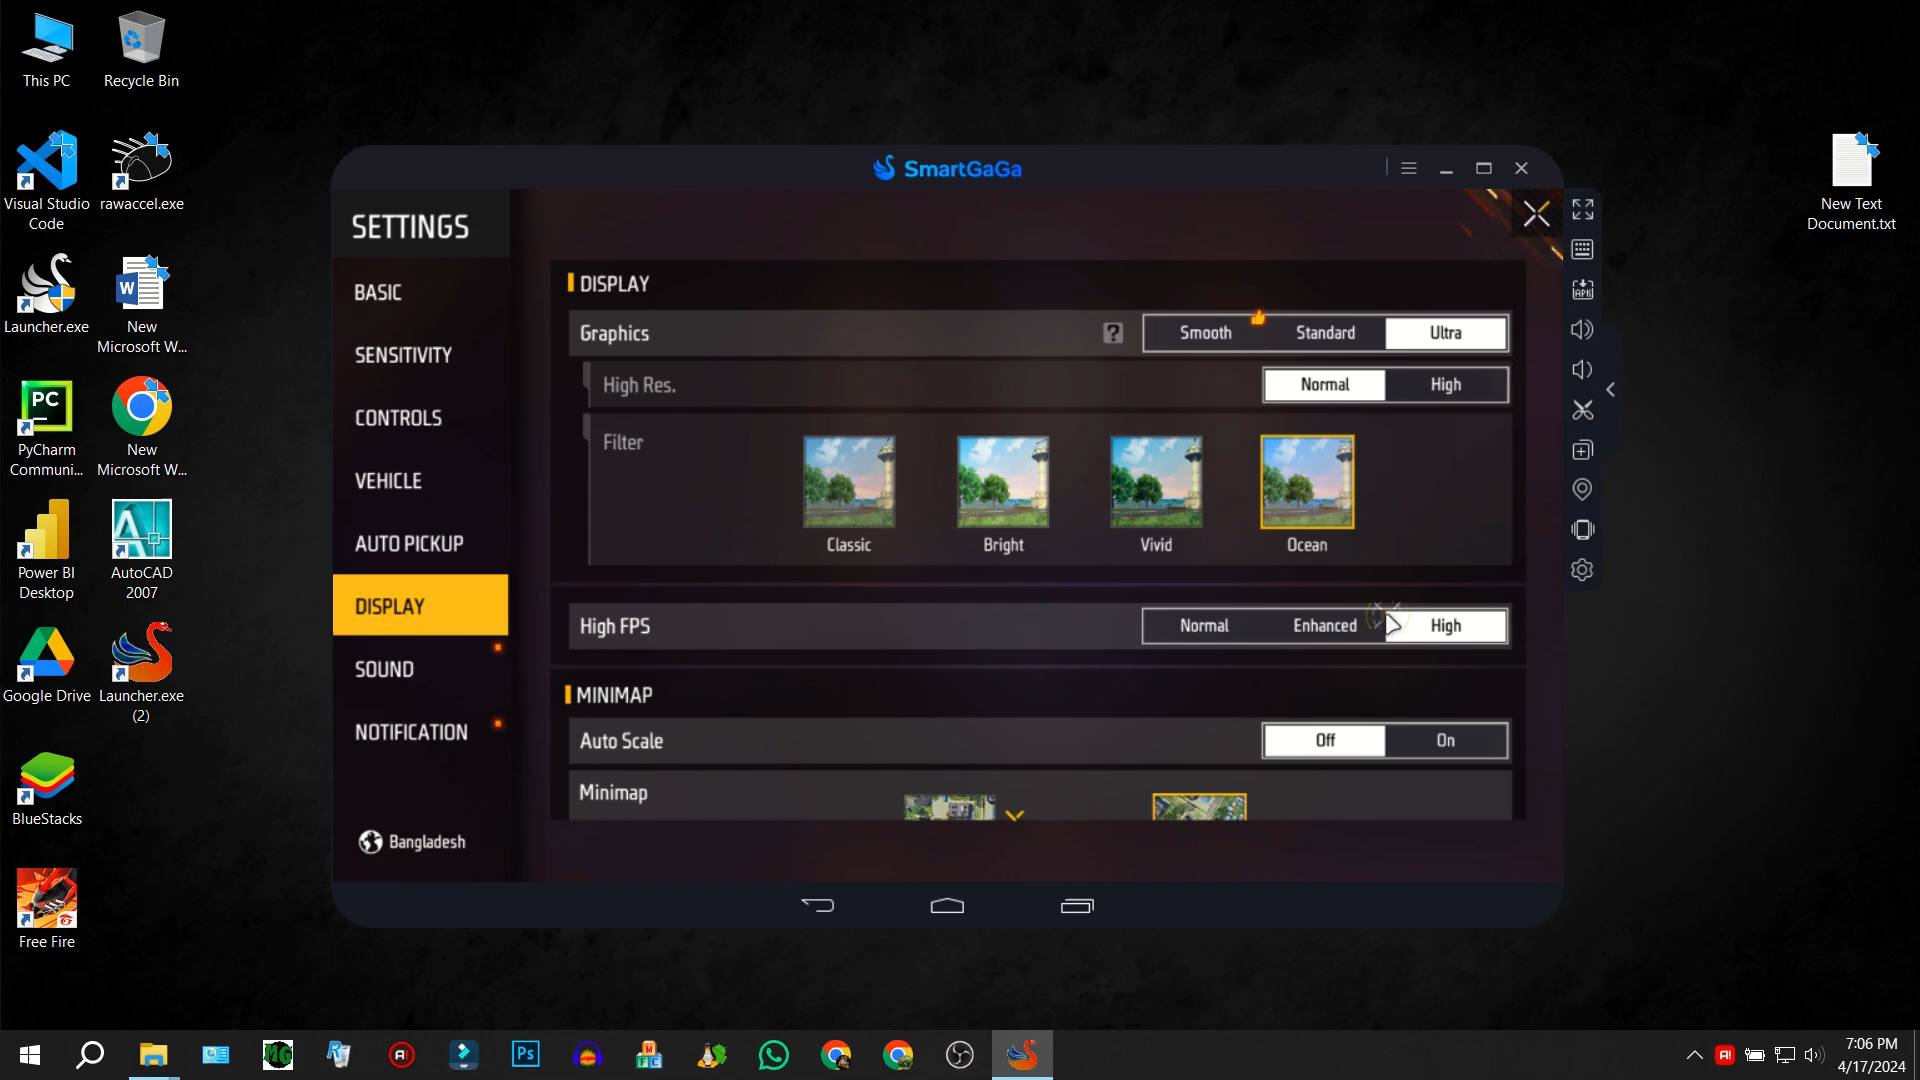 This PC
Recycle Bin
Visual Studio
Code
rawaccel.exe
Launcher.exe
New
Microsoft W...
PyCharm
Communi...
New
Microsoft W...
Power BI
Desktop
AutoCAD
2007
Google Drive
Launcher.exe
(2)
BlueStacks
Free Fire
New Text
Document.txt
SmartGaGa
SETTINGS
BASIC
SENSITIVITY
CONTROLS
VEHICLE
AUTO PICKUP
DISPLAY
SOUND
NOTIFICATION
Bangladesh
DISPLAY
Graphics
?
Smooth
Standard
Ultra
High Res.
Normal
High
Filter
Classic
Bright
Vivid
Ocean
High FPS
Normal
Enhanced
High
MINIMAP
Auto Scale
Off
On
Minimap
APK
PC
W
MG
A!
Ps
M
F C
A!
7:06 PM
4/17/2024